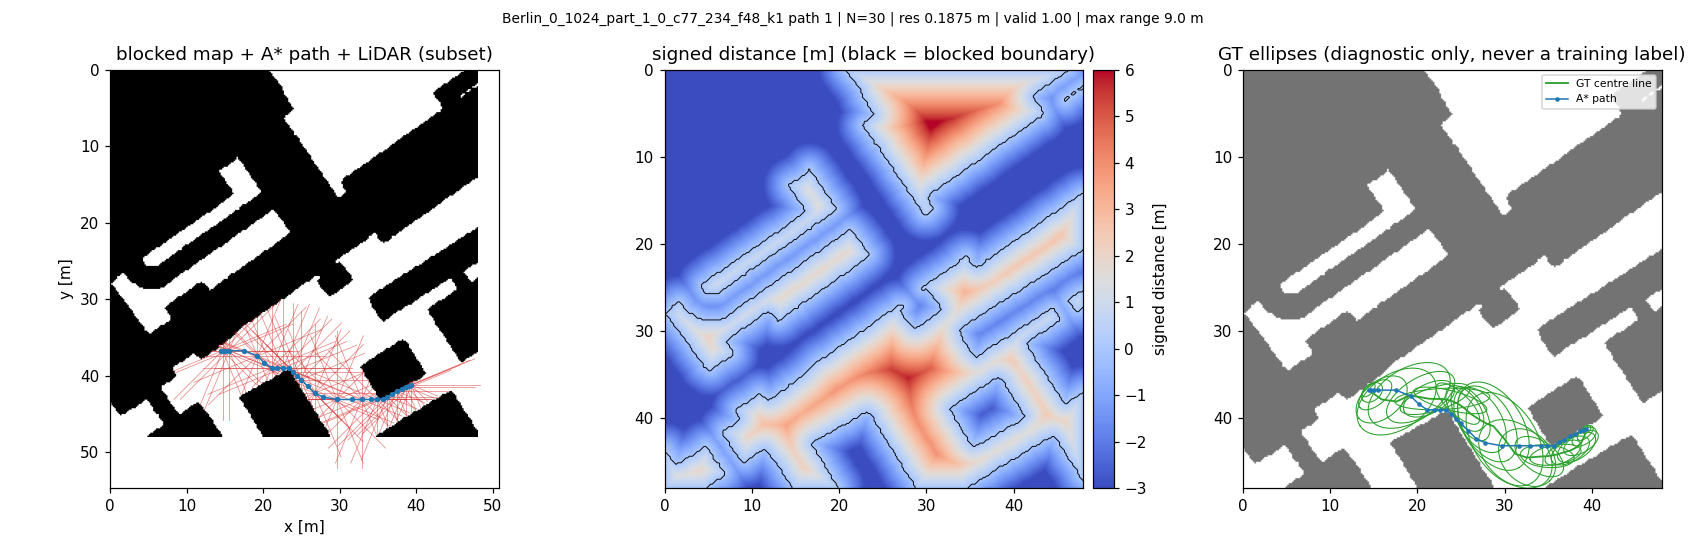 Berlin_0_1024_part_1_0_c77_234_f48_k1 path 1 | N=30 | res 0.1875 m | valid 1.00 | max range 9.0 m
blocked map + A* path + LiDAR (subset)
0
10
20
30
40
50
y [m]
0 10 20 30 40 50
x [m]
signed distance [m] (black = blocked boundary)
0
10
20
30
40
0 10 20 30 40
6
5
4
3
2
1
0
−1
−2
−3
signed distance [m]
GT ellipses (diagnostic only, never a training label)
GT centre line
A* path
0
10
20
30
40
0 10 20 30 40